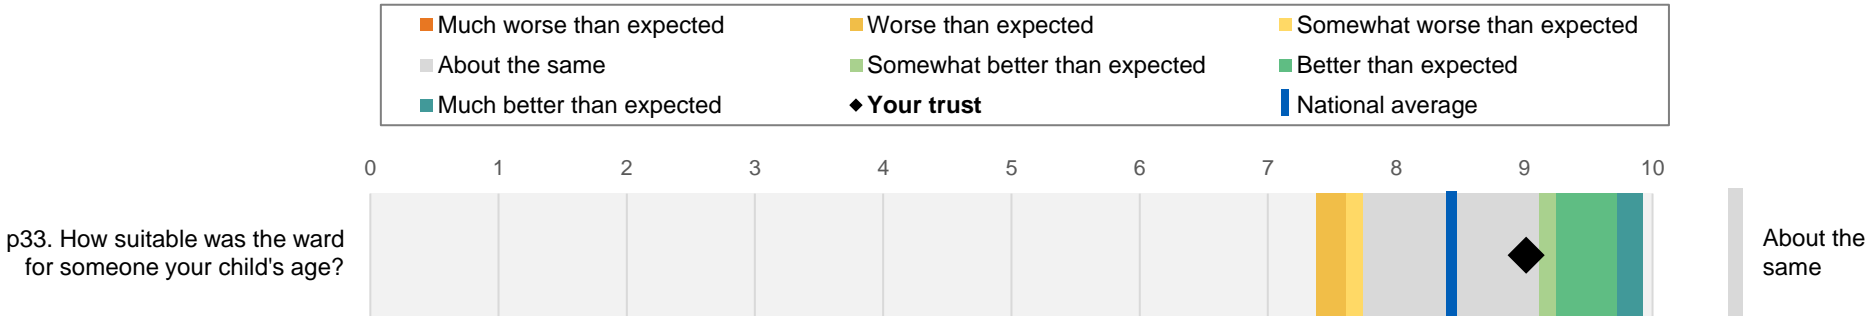 Much worse than expected
Worse than expected
Somewhat worse than expected
About the same
Somewhat better than expected
Better than expected
Much better than expected
Your trust
National average
0 1 2 3 4 5 6 7 8 9 10
p33. How suitable was the ward
for someone your child's age?
About the
same